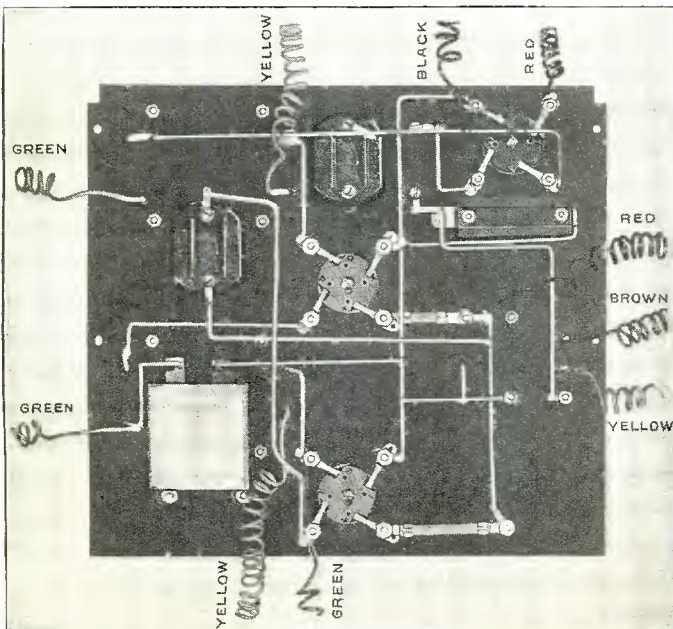 YELLOW
BLACK
RED
GREEN
RED
BROWN
GREEN
YELLOW
YELLOW
GREEN